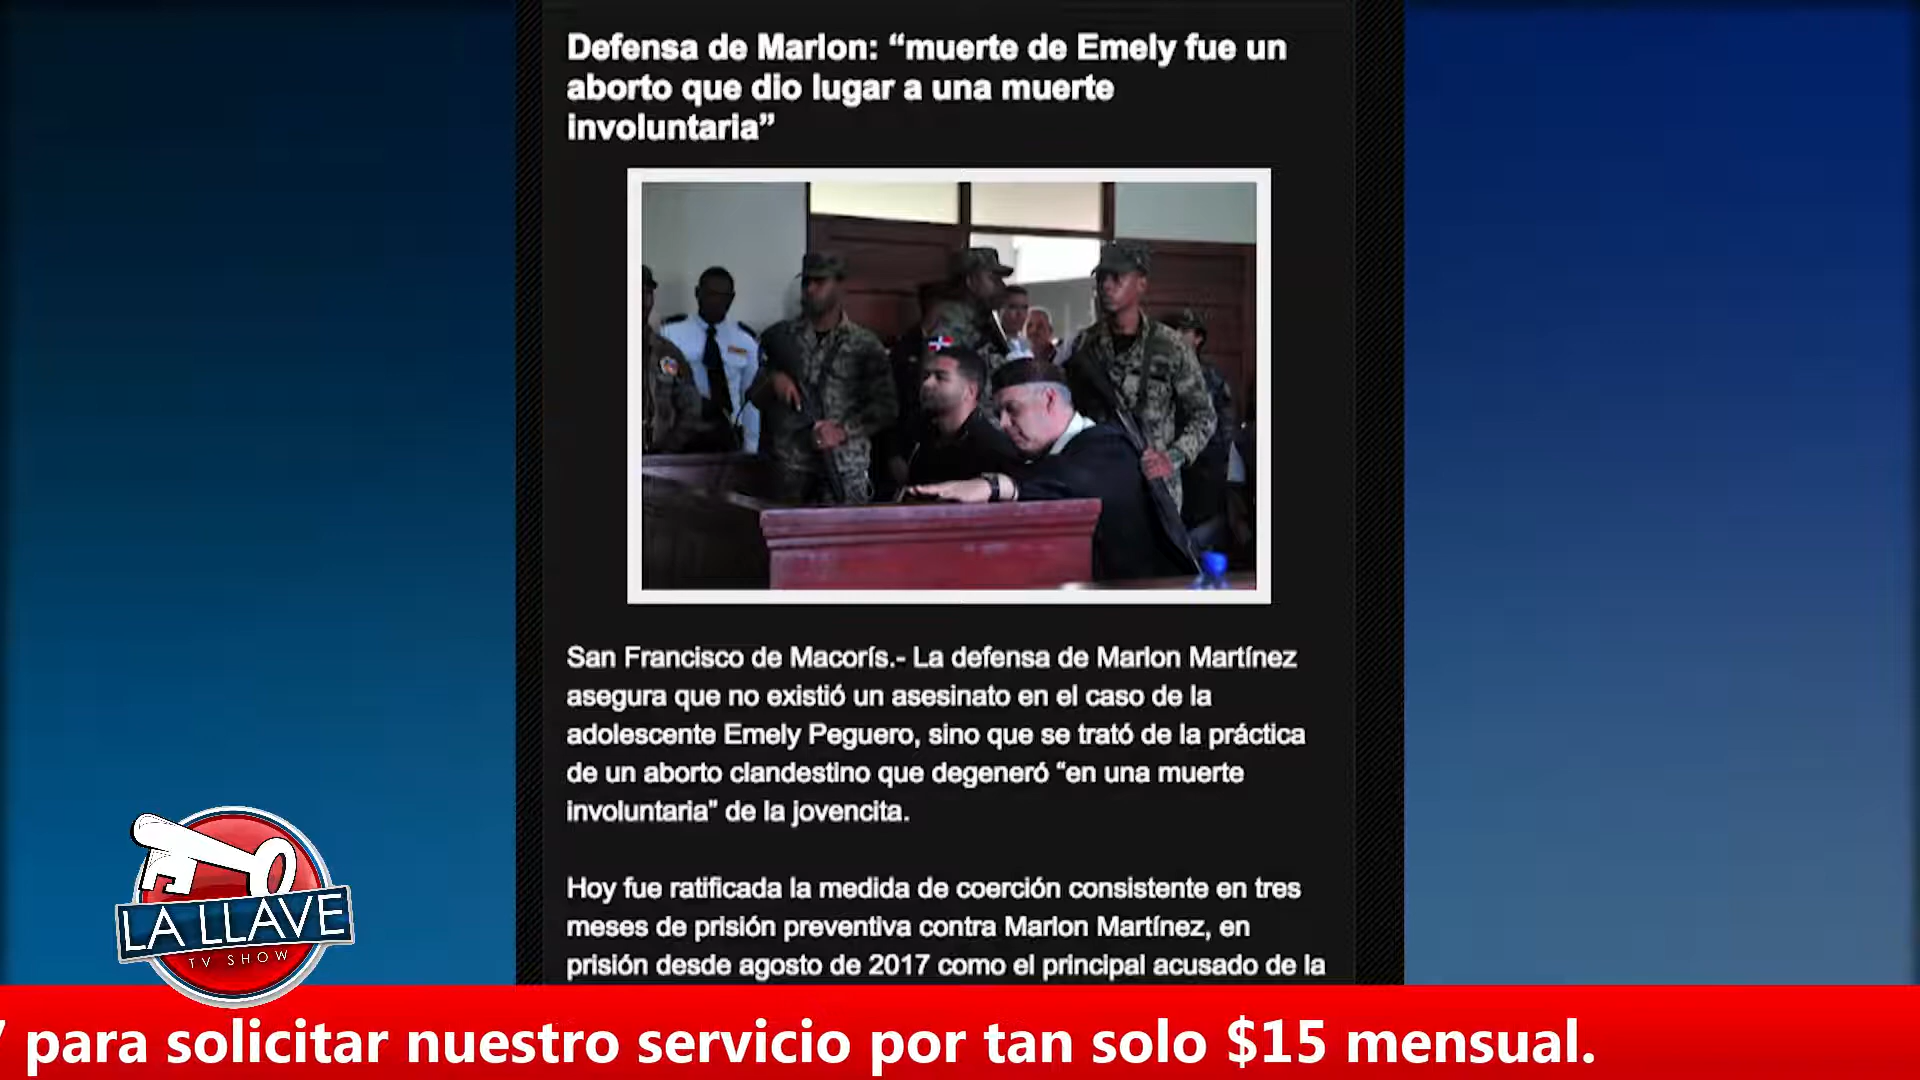 Defensa de Marlon: “muerte de Emely fue un
aborto que dio lugar a una muerte
involuntaria”
San Francisco de Macorís.- La defensa de Marlon Martínez
asegura que no existió un asesinato en el caso de la
adolescente Emely Peguero, sino que se trató de la práctica
de un aborto clandestino que degeneró “en una muerte
involuntaria” de la jovencita.
Hoy fue ratificada la medida de coerción consistente en tres
meses de prisión preventiva contra Marlon Martínez, en
prisión desde agosto de 2017 como el principal acusado de la
LA LLAVE
TV SHOW
para solicitar nuestro servicio por tan solo $15 mensual.